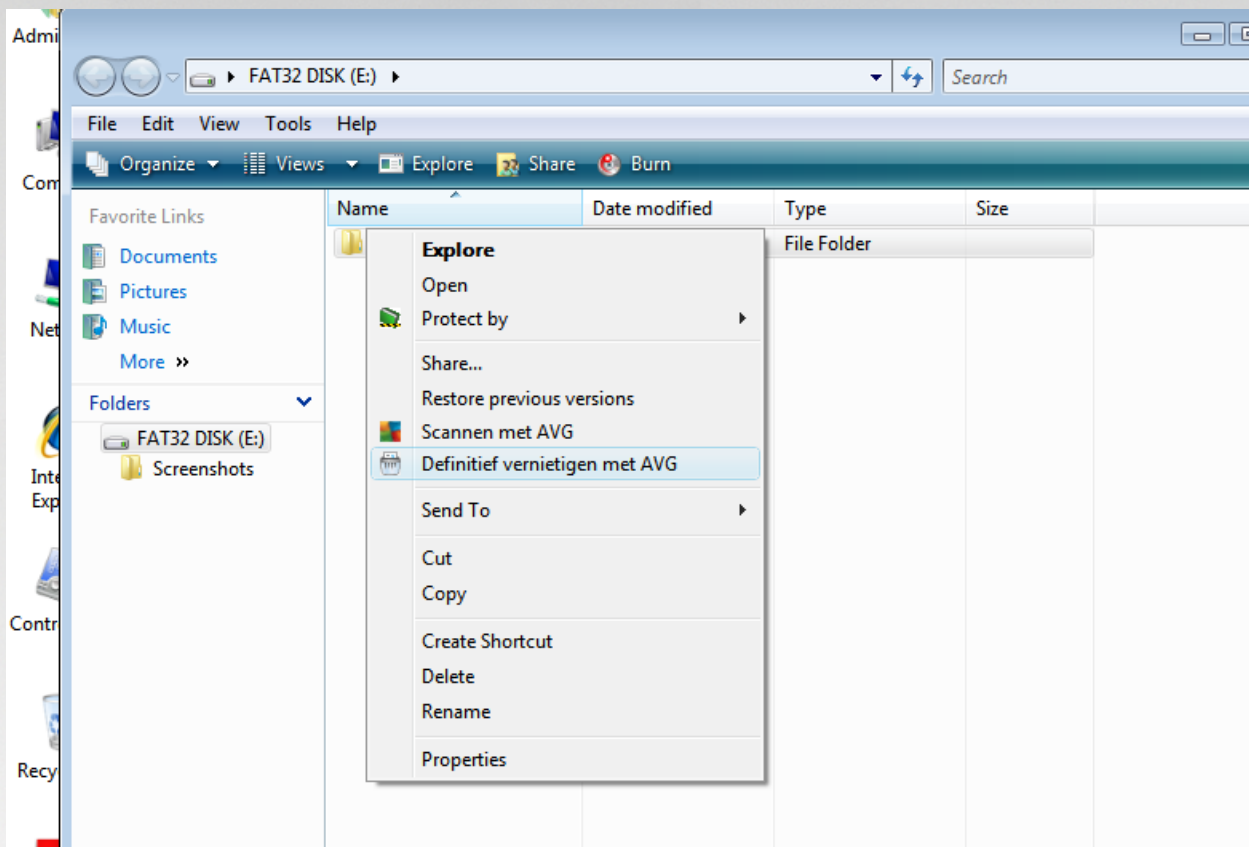 Admi
FAT32 DISK (E:)
Search
File Edit View Tools Help
Organize Views Explore Share Burn
Com
Favorite Links
Name Date modified Type Size
File Folder
Documents
Pictures
Music
More »
Net
Folders
FAT32 DISK (E:)
Screenshots
Inte
Exp
Contr
Recy
Explore
Open
Protect by
Share...
Restore previous versions
Scannen met AVG
Definitief vernietigen met AVG
Send To
Cut
Copy
Create Shortcut
Delete
Rename
Properties